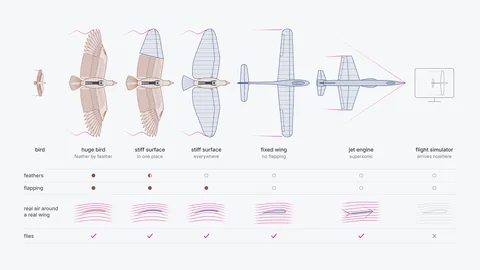 bird
huge bird
feather by feather
stiff surface
in one place
stiff surface
everywhere
fixed wing
no flapping
jet engine
supersonic
flight simulator
arrives nowhere
feathers
flapping
real air around
a real wing
flies